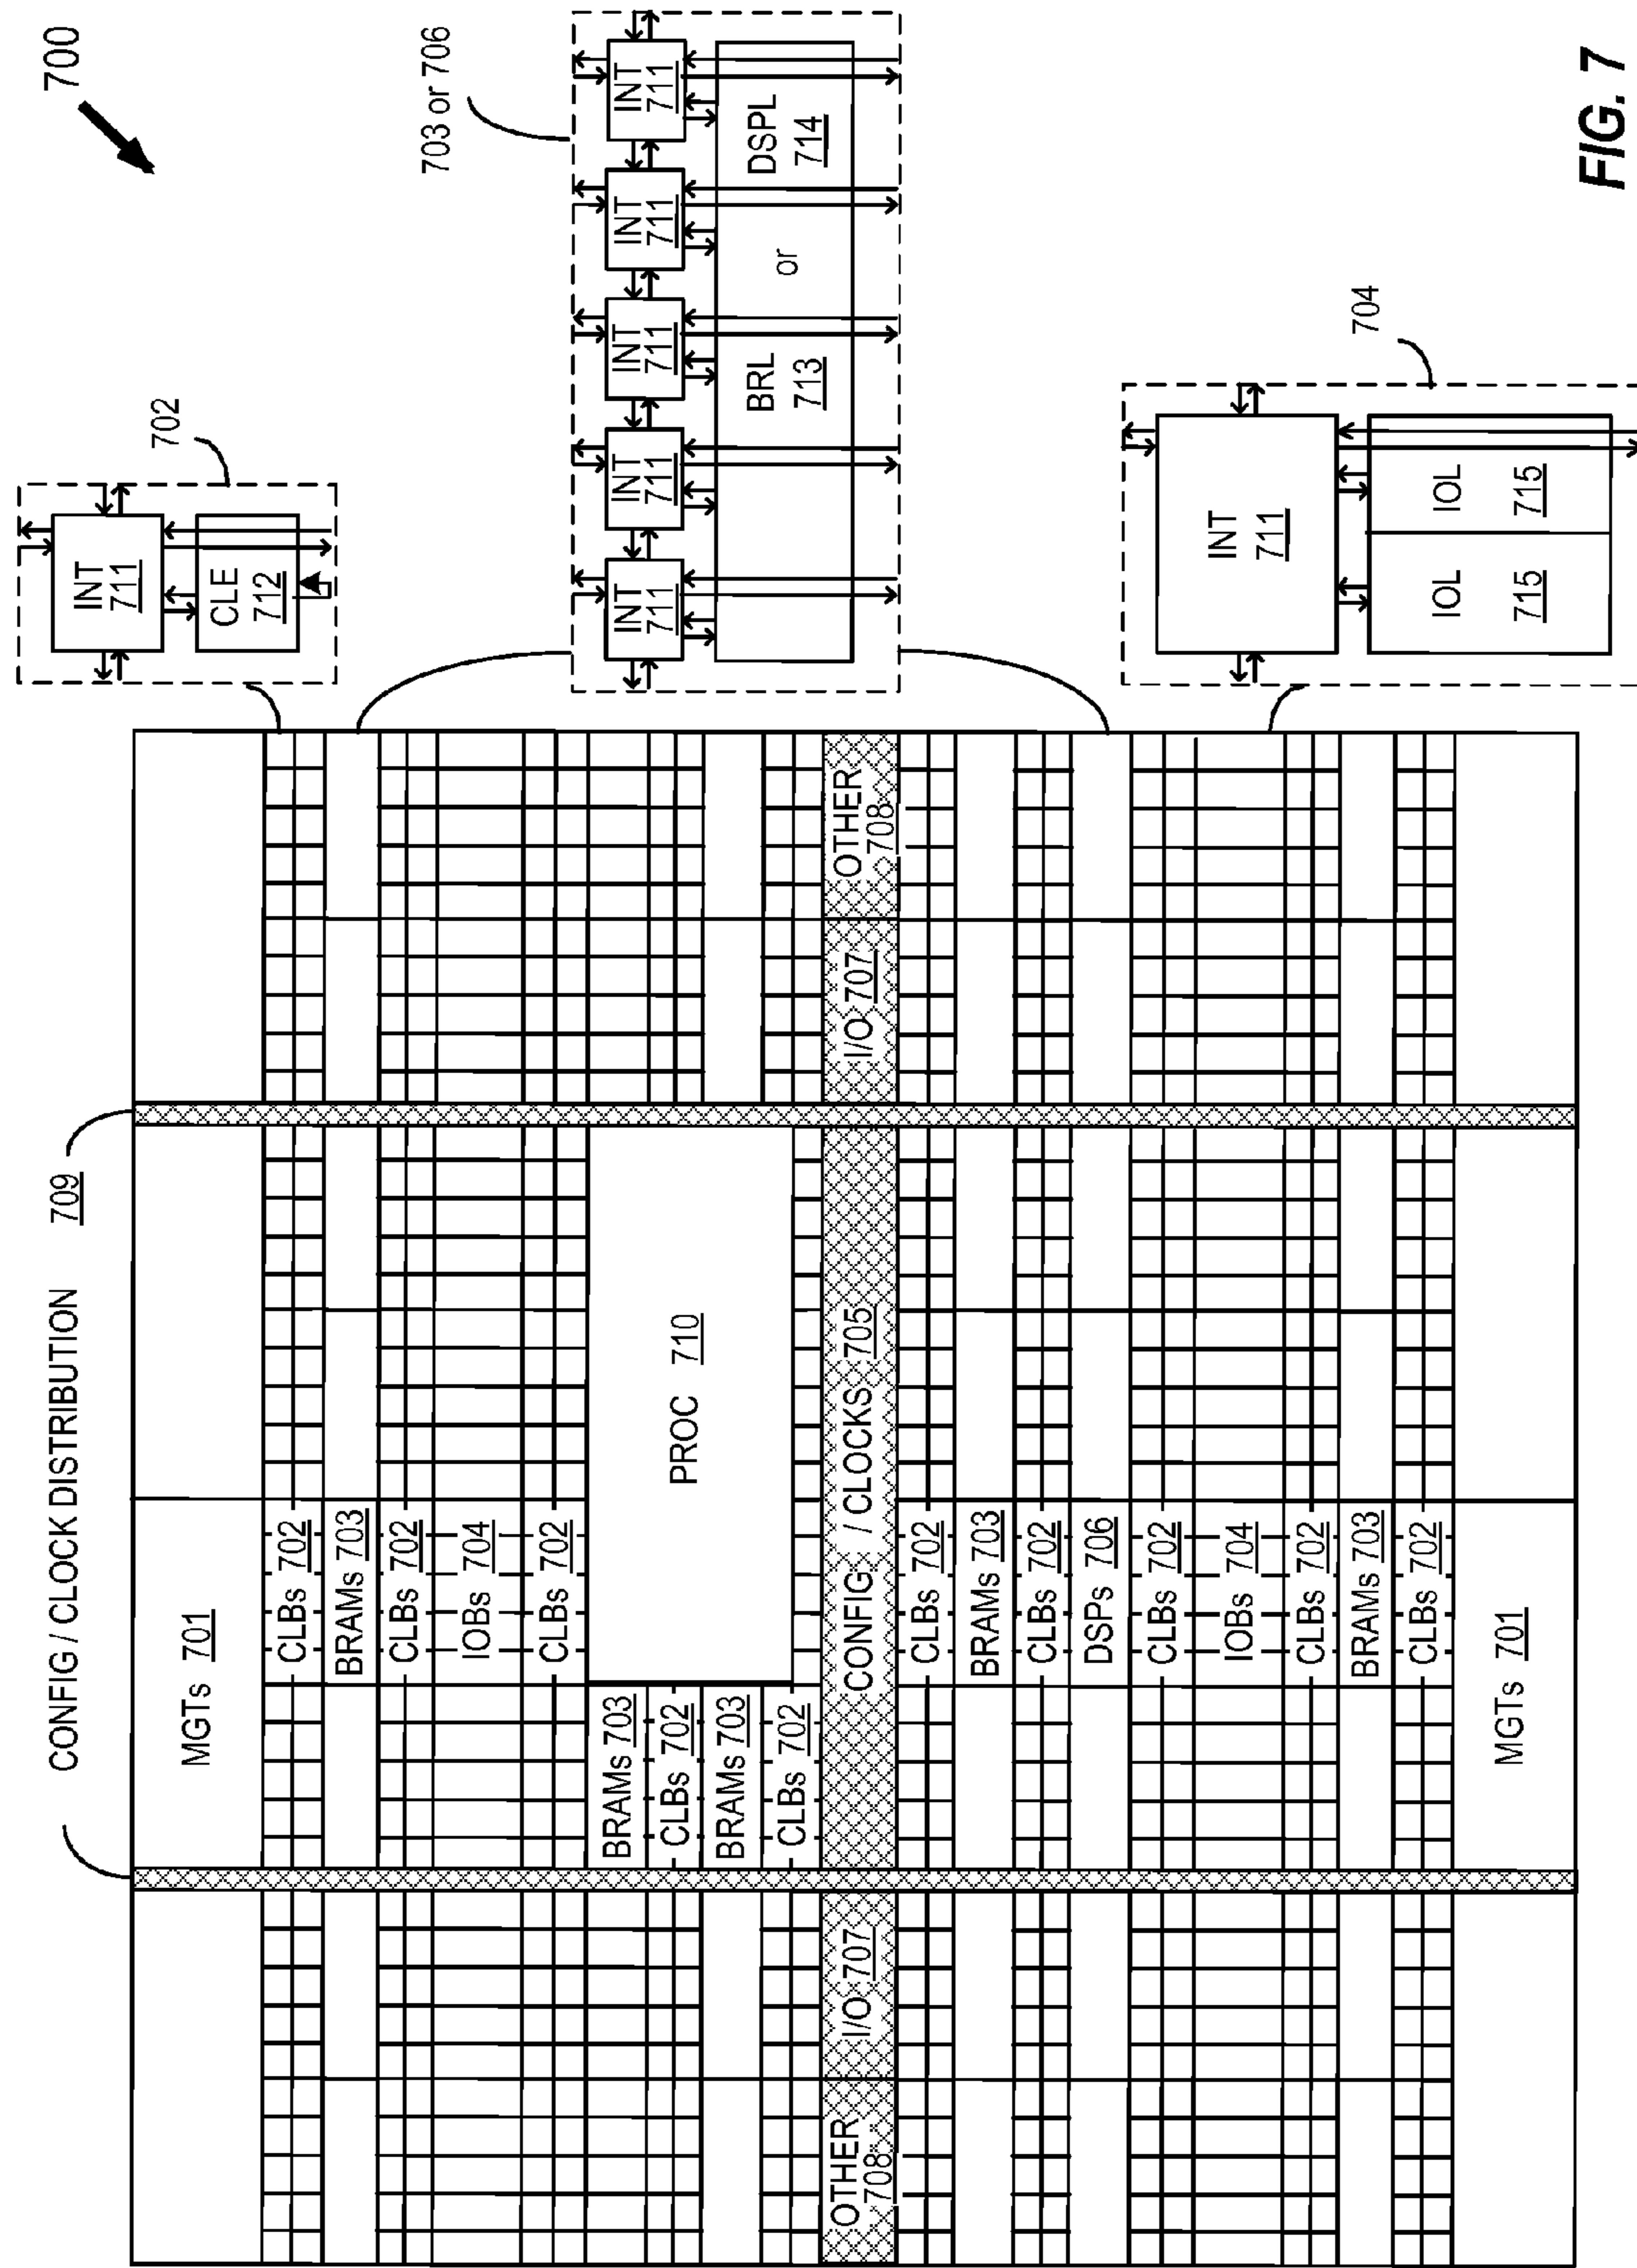 700
CONFIG / CLOCK DISTRIBUTION 709
MGTs 701
CLBs 702
BRAMs 703
CLBs 702
IOBs 704
CLBs 702
BRAMs 703
CLBs 702
BRAMs 703
CLBs 702
PROC 710
OTHER
708
I/O 707
CONFIG / CLOCKS 705
I/O 707
OTHER
708
CLBs 702
BRAMs 703
CLBs 702
DSPs 706
CLBs 702
IOBs 704
CLBs 702
BRAMs 703
CLBs 702
MGTs 701
702
INT
711
CLE
712
703 or 706
INT
711
INT
711
INT
711
INT
711
INT
711
BRL
713
or
DSPL
714
704
INT
711
IOL
715
IOL
715
FIG. 7